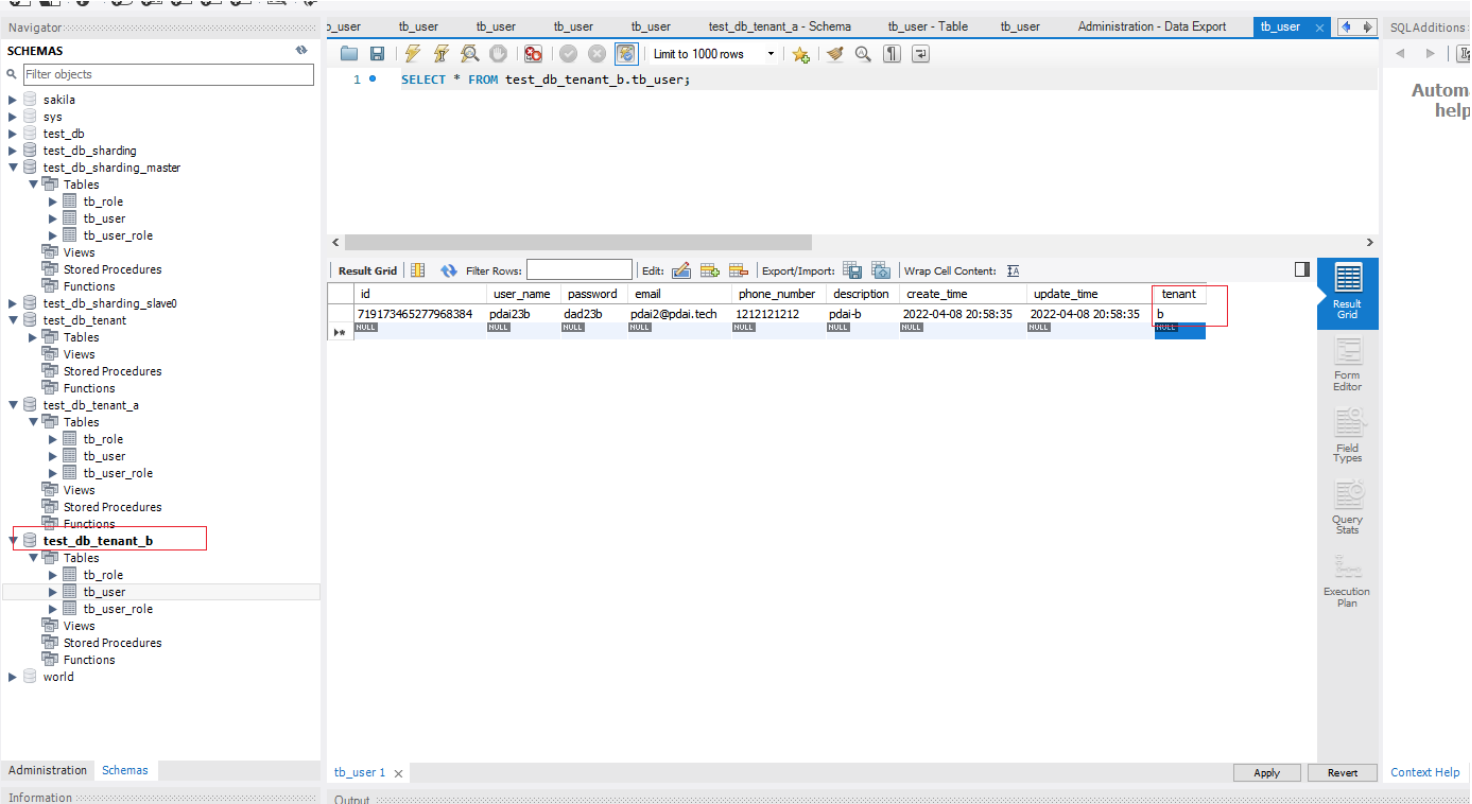 Navigator
SCHEMAS
Filter objects
sakila
sys
test_db
test_db_sharding
test_db_sharding_master
Tables
tb_role
tb_user
tb_user_role
Views
Stored Procedures
Functions
test_db_sharding_slave0
test_db_tenant
Tables
Views
Stored Procedures
Functions
test_db_tenant_a
Tables
tb_role
tb_user
tb_user_role
Views
Stored Procedures
Functions
test_db_tenant_b
Tables
tb_role
tb_user
tb_user_role
Views
Stored Procedures
Functions
world
Administration Schemas
Information
b_user tb_user tb_user tb_user tb_user test_db_tenant_a - Schema tb_user - Table tb_user Administration - Data Export tb_user
Limit to 1000 rows
1 SELECT * FROM test_db_tenant_b.tb_user;
Result Grid Filter Rows: Edit: Export/Import: Wrap Cell Content:
id user_name password email phone_number description create_time update_time tenant
719173465277968384 pdai23b dad23b pdai2@pdai.tech 1212121212 pdai-b 2022-04-08 20:58:35 2022-04-08 20:58:35 b
NULL NULL NULL NULL NULL NULL NULL NULL NULL
Result
Grid
Form
Editor
Field
Types
Query
Stats
Execution
Plan
tb_user 1 Apply Revert
Output
SQLAdditions
Autom
help
Context Help